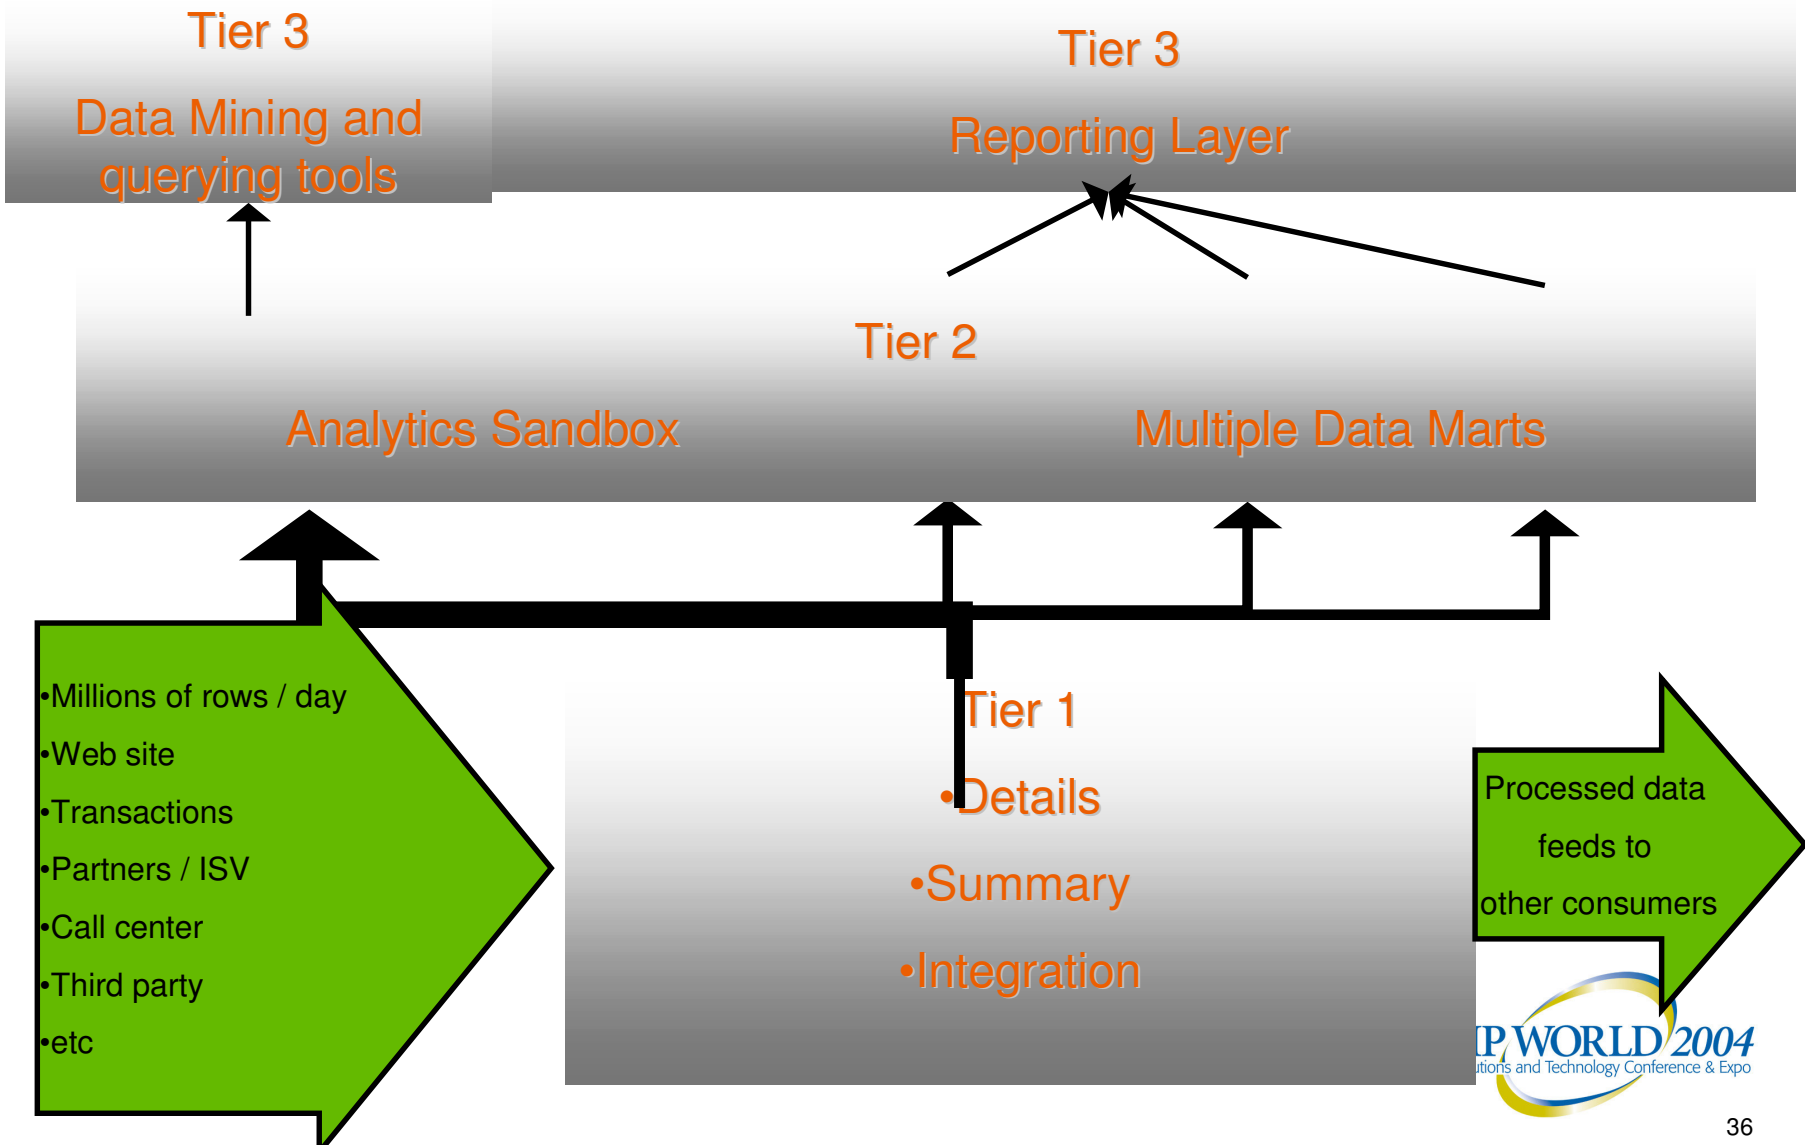 Tier 3
Data Mining and
querying tools
Tier 3
Reporting Layer
Tier 2
Analytics Sandbox
Multiple Data Marts
•Millions of rows / day
•Web site
•Transactions
•Partners / ISV
•Call center
•Third party
•etc
Tier 1
•Details
•Summary
•Integration
Processed data
feeds to
other consumers
P WORLD 2004
utions and Technology Conference & Expo
36